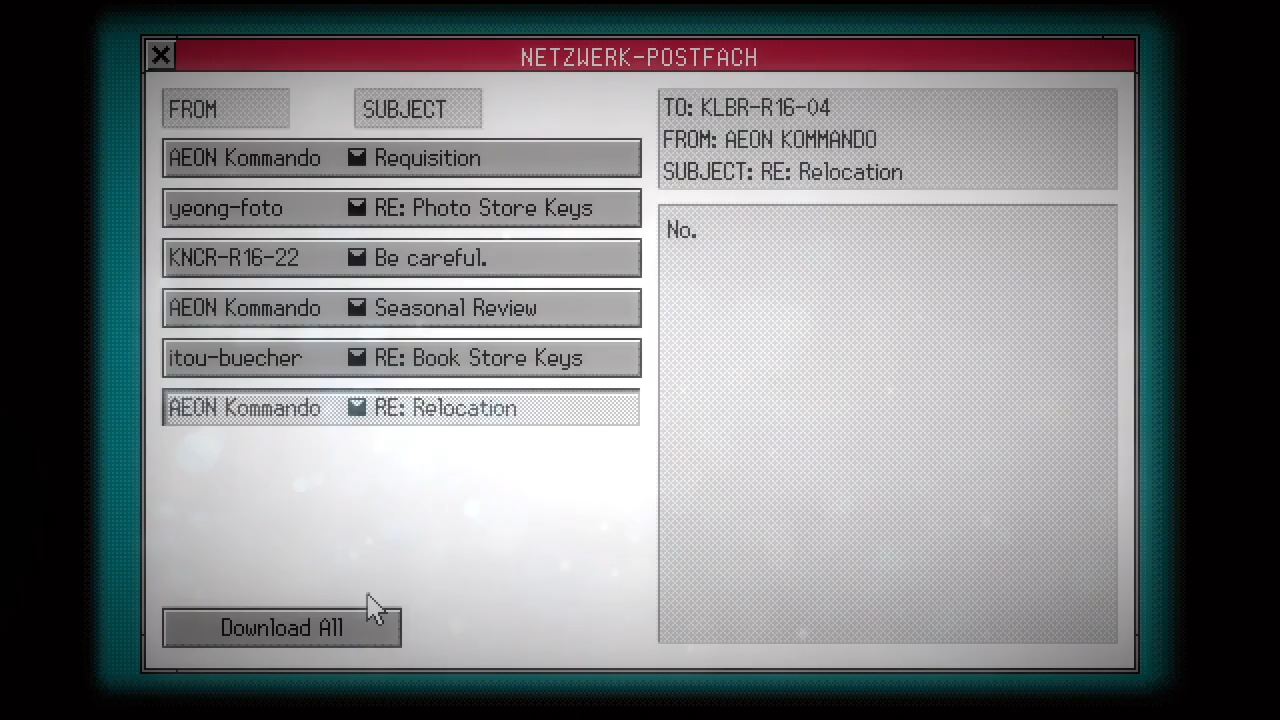 NETZWERK-POSTFACH
FROM SUBJECT
AEON Kommando Requisition
yeong-foto RE: Photo Store Keys
KNCR-R16-22 Be careful.
AEON Kommando Seasonal Review
itou-buecher RE: Book Store Keys
AEON Kommando RE: Relocation
Download All
TO: KLBR-R16-04
FROM: AEON KOMMANDO
SUBJECT: RE: Relocation
No.